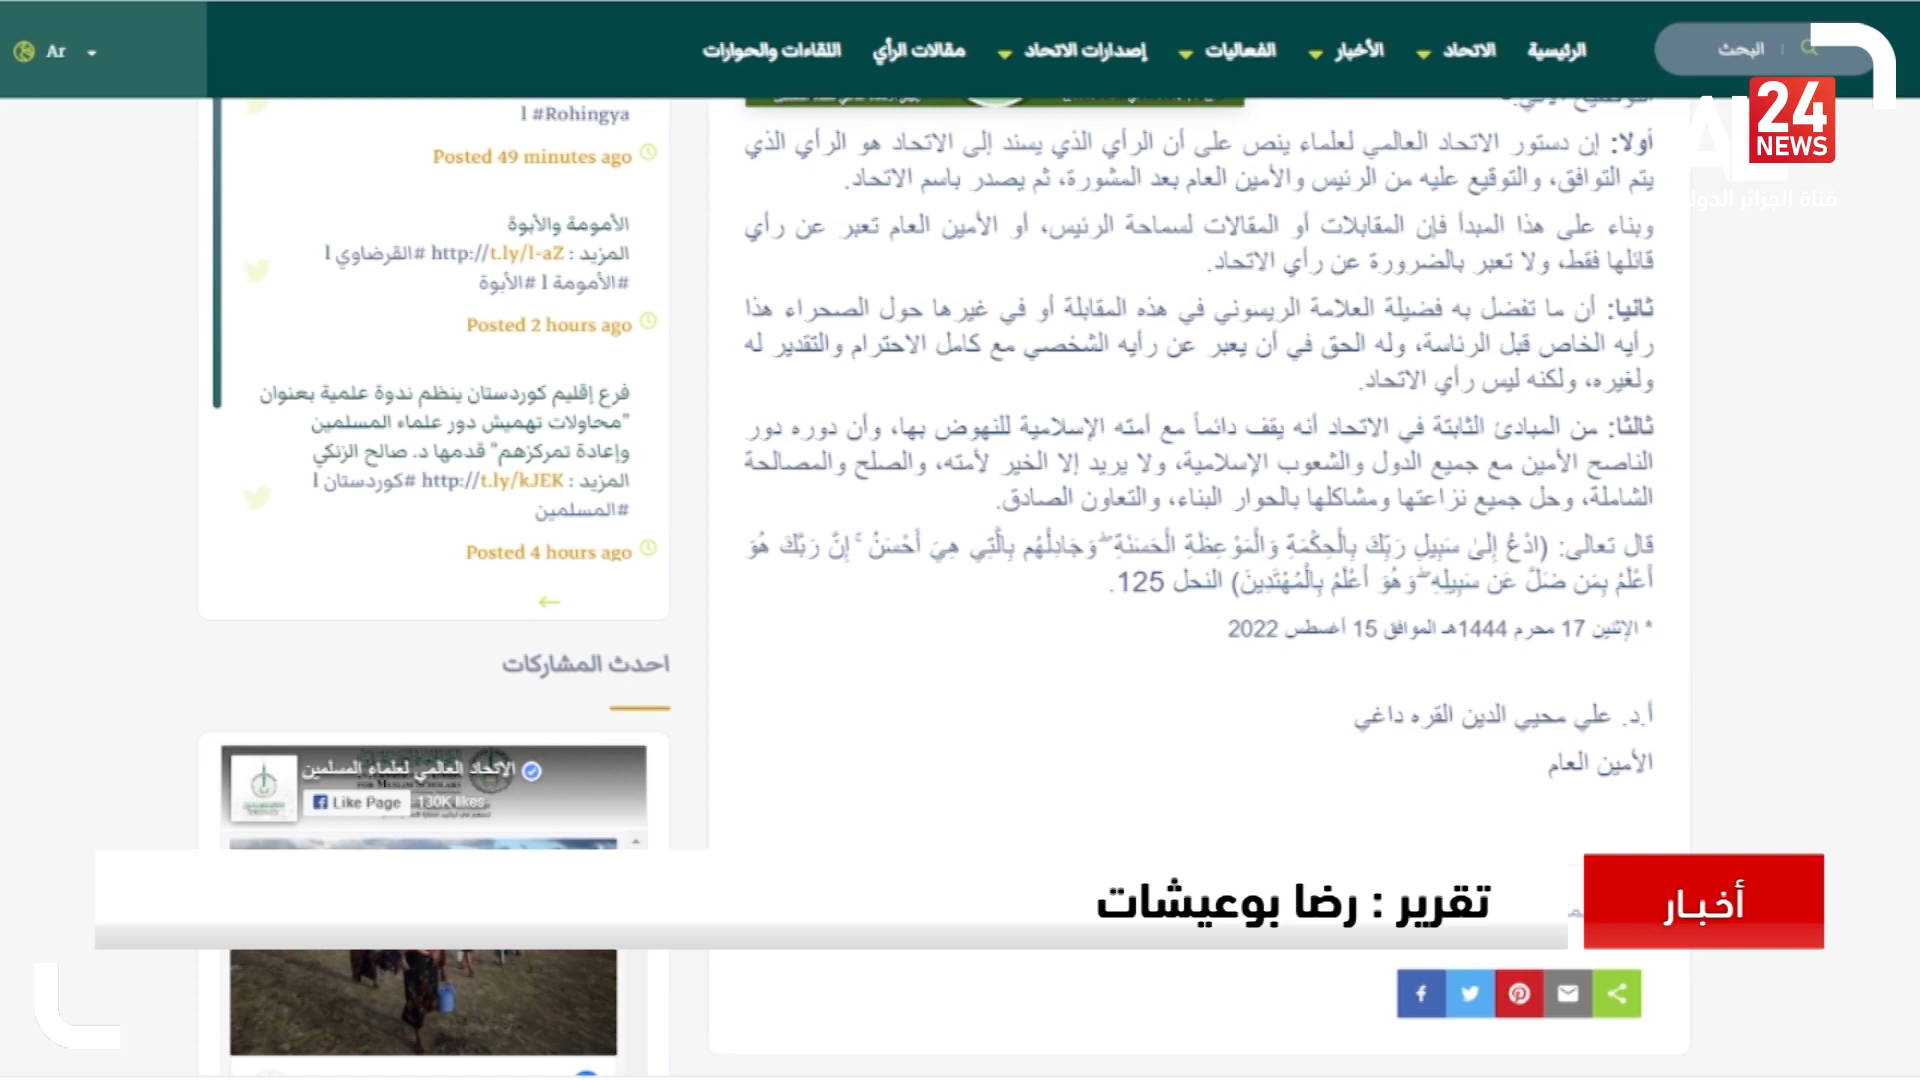 البحث
الرئيسية
الاتحاد
الأخبار
الفعاليات
إصدارات الاتحاد
مقالات الرأي
اللقاءات والحوارات
Ar
AL
24
NEWS
قناة الجزائر الدولية
أولا: إن دستور الاتحاد العالمي لعلماء ينص على أن الرأي الذي يسند إلى الاتحاد هو الرأي الذي
يتم التوافق، والتوقيع عليه من الرئيس والأمين العام بعد المشورة، ثم يصدر باسم الاتحاد.
وبناء على هذا المبدأ فإن المقابلات أو المقالات لسماحة الرئيس، أو الأمين العام تعبر عن رأي
قائلها فقط، ولا تعبر بالضرورة عن رأي الاتحاد.
ثانيا: أن ما تفضل به فضيلة العلامة الريسوني في هذه المقابلة أو في غيرها حول الصحراء هذا
رأيه الخاص قبل الرئاسة، وله الحق في أن يعبر عن رأيه الشخصي مع كامل الاحترام والتقدير له
ولغيره، ولكنه ليس رأي الاتحاد.
ثالثا: من المبادئ الثابتة في الاتحاد أنه يقف دائماً مع أمته الإسلامية للنهوض بها، وأن دوره دور
الناصح الأمين مع جميع الدول والشعوب الإسلامية، ولا يريد إلا الخير لأمته، والصلح والمصالحة
الشاملة، وحل جميع نزاعتها ومشاكلها بالحوار البناء، والتعاون الصادق.
قال تعالى: (ادْعُ إِلَىٰ سَبِيلِ رَبِّكَ بِالْحِكْمَةِ وَالْمَوْعِظَةِ الْحَسَنَةِ ۖ وَجَادِلْهُم بِالَّتِي هِيَ أَحْسَنُ ۚ إِنَّ رَبَّكَ هُوَ
أَعْلَمُ بِمَن ضَلَّ عَن سَبِيلِهِ ۖ وَهُوَ أَعْلَمُ بِالْمُهْتَدِينَ) النحل 125.
* الإثنين 17 محرم 1444هـ الموافق 15 أغسطس 2022
أ.د. علي محيي الدين القره داغي
الأمين العام
l #Rohingya
Posted 49 minutes ago
الأمومة والأبوة
المزيد : http://t.ly/l-aZ #القرضاوي l
#الأمومة l #الأبوة
Posted 2 hours ago
فرع إقليم كوردستان ينظم ندوة علمية بعنوان
"محاولات تهميش دور علماء المسلمين
وإعادة تمركزهم" قدمها د. صالح الزنكي
المزيد : http://t.ly/kJEK #كوردستان l
#المسلمين
Posted 4 hours ago
احدث المشاركات
الاتحاد العالمي لعلماء المسلمين
Like Page
130K likes
أخبار
تقرير : رضا بوعيشات